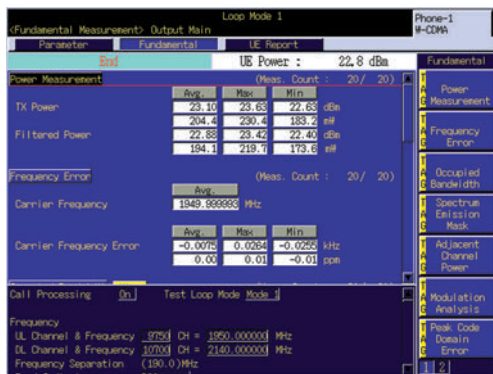 Loop Mode 1
Phone-1
W-CDMA
<Fundamental Measurement> Output Main
Parameter Fundamental UE Report
End UE Power : 22.8 dBm Fundamental
Power Measurement (Meas. Count : 20/ 20)
Avg. Max Min
TX Power 23.10 23.63 22.63 dBm
204.4 230.4 183.2 mW
Filtered Power 22.88 23.42 22.40 dBm
194.1 219.7 173.6 mW
Frequency Error (Meas. Count : 20/ 20)
Avg.
Carrier Frequency 1949.999993 MHz
Avg. Max Min
Carrier Frequency Error -0.0075 0.0264 -0.0255 kHz
0.00 0.01 -0.01 ppm
Call Processing On Test Loop Mode Mode 1
Frequency
UL Channel & Frequency 9750 CH = 1950.000000 MHz
DL Channel & Frequency 10700 CH = 2140.000000 MHz
Frequency Separation (190.0)MHz
TAG Power Measurement
TAG Frequency Error
TAG Occupied Bandwidth
TAG Spectrum Emission Mask
TAG Adjacent Channel Power
TAG Modulation Analysis
TAG Peak Code Domain Error
1 2